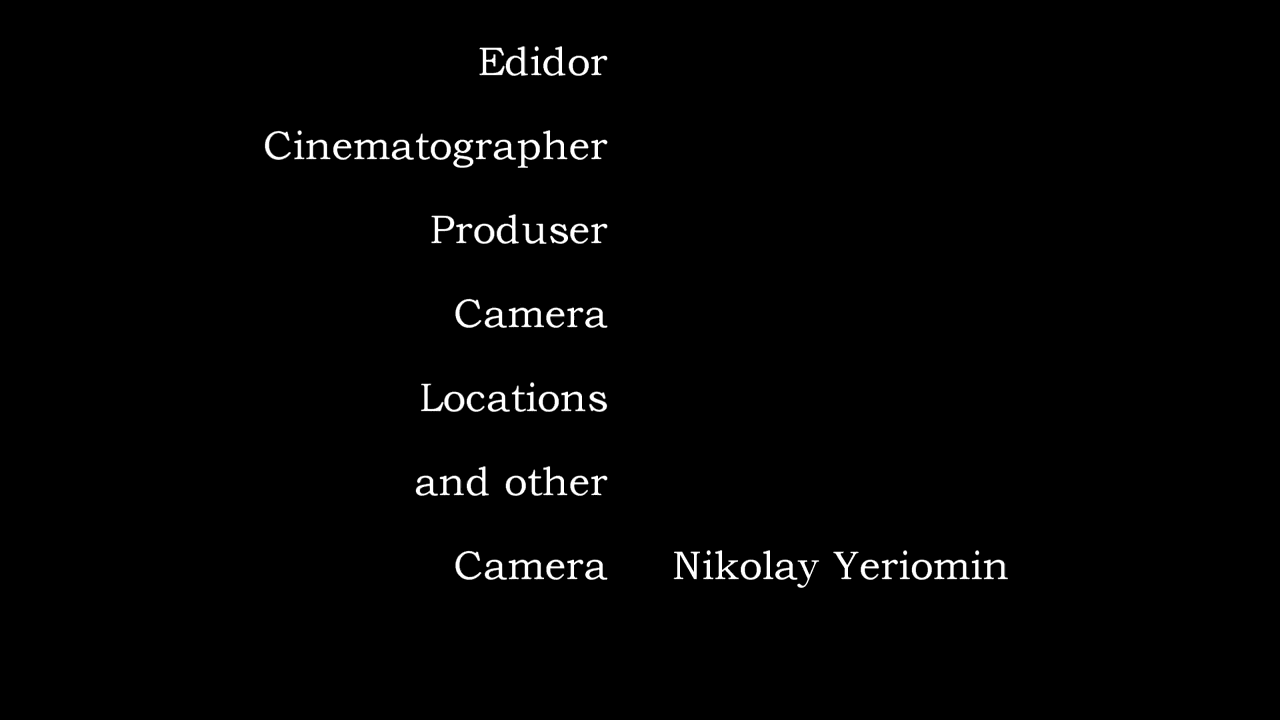 Edidor
Cinematographer
Produser
Camera
Locations
and other
Camera Nikolay Yeriomin